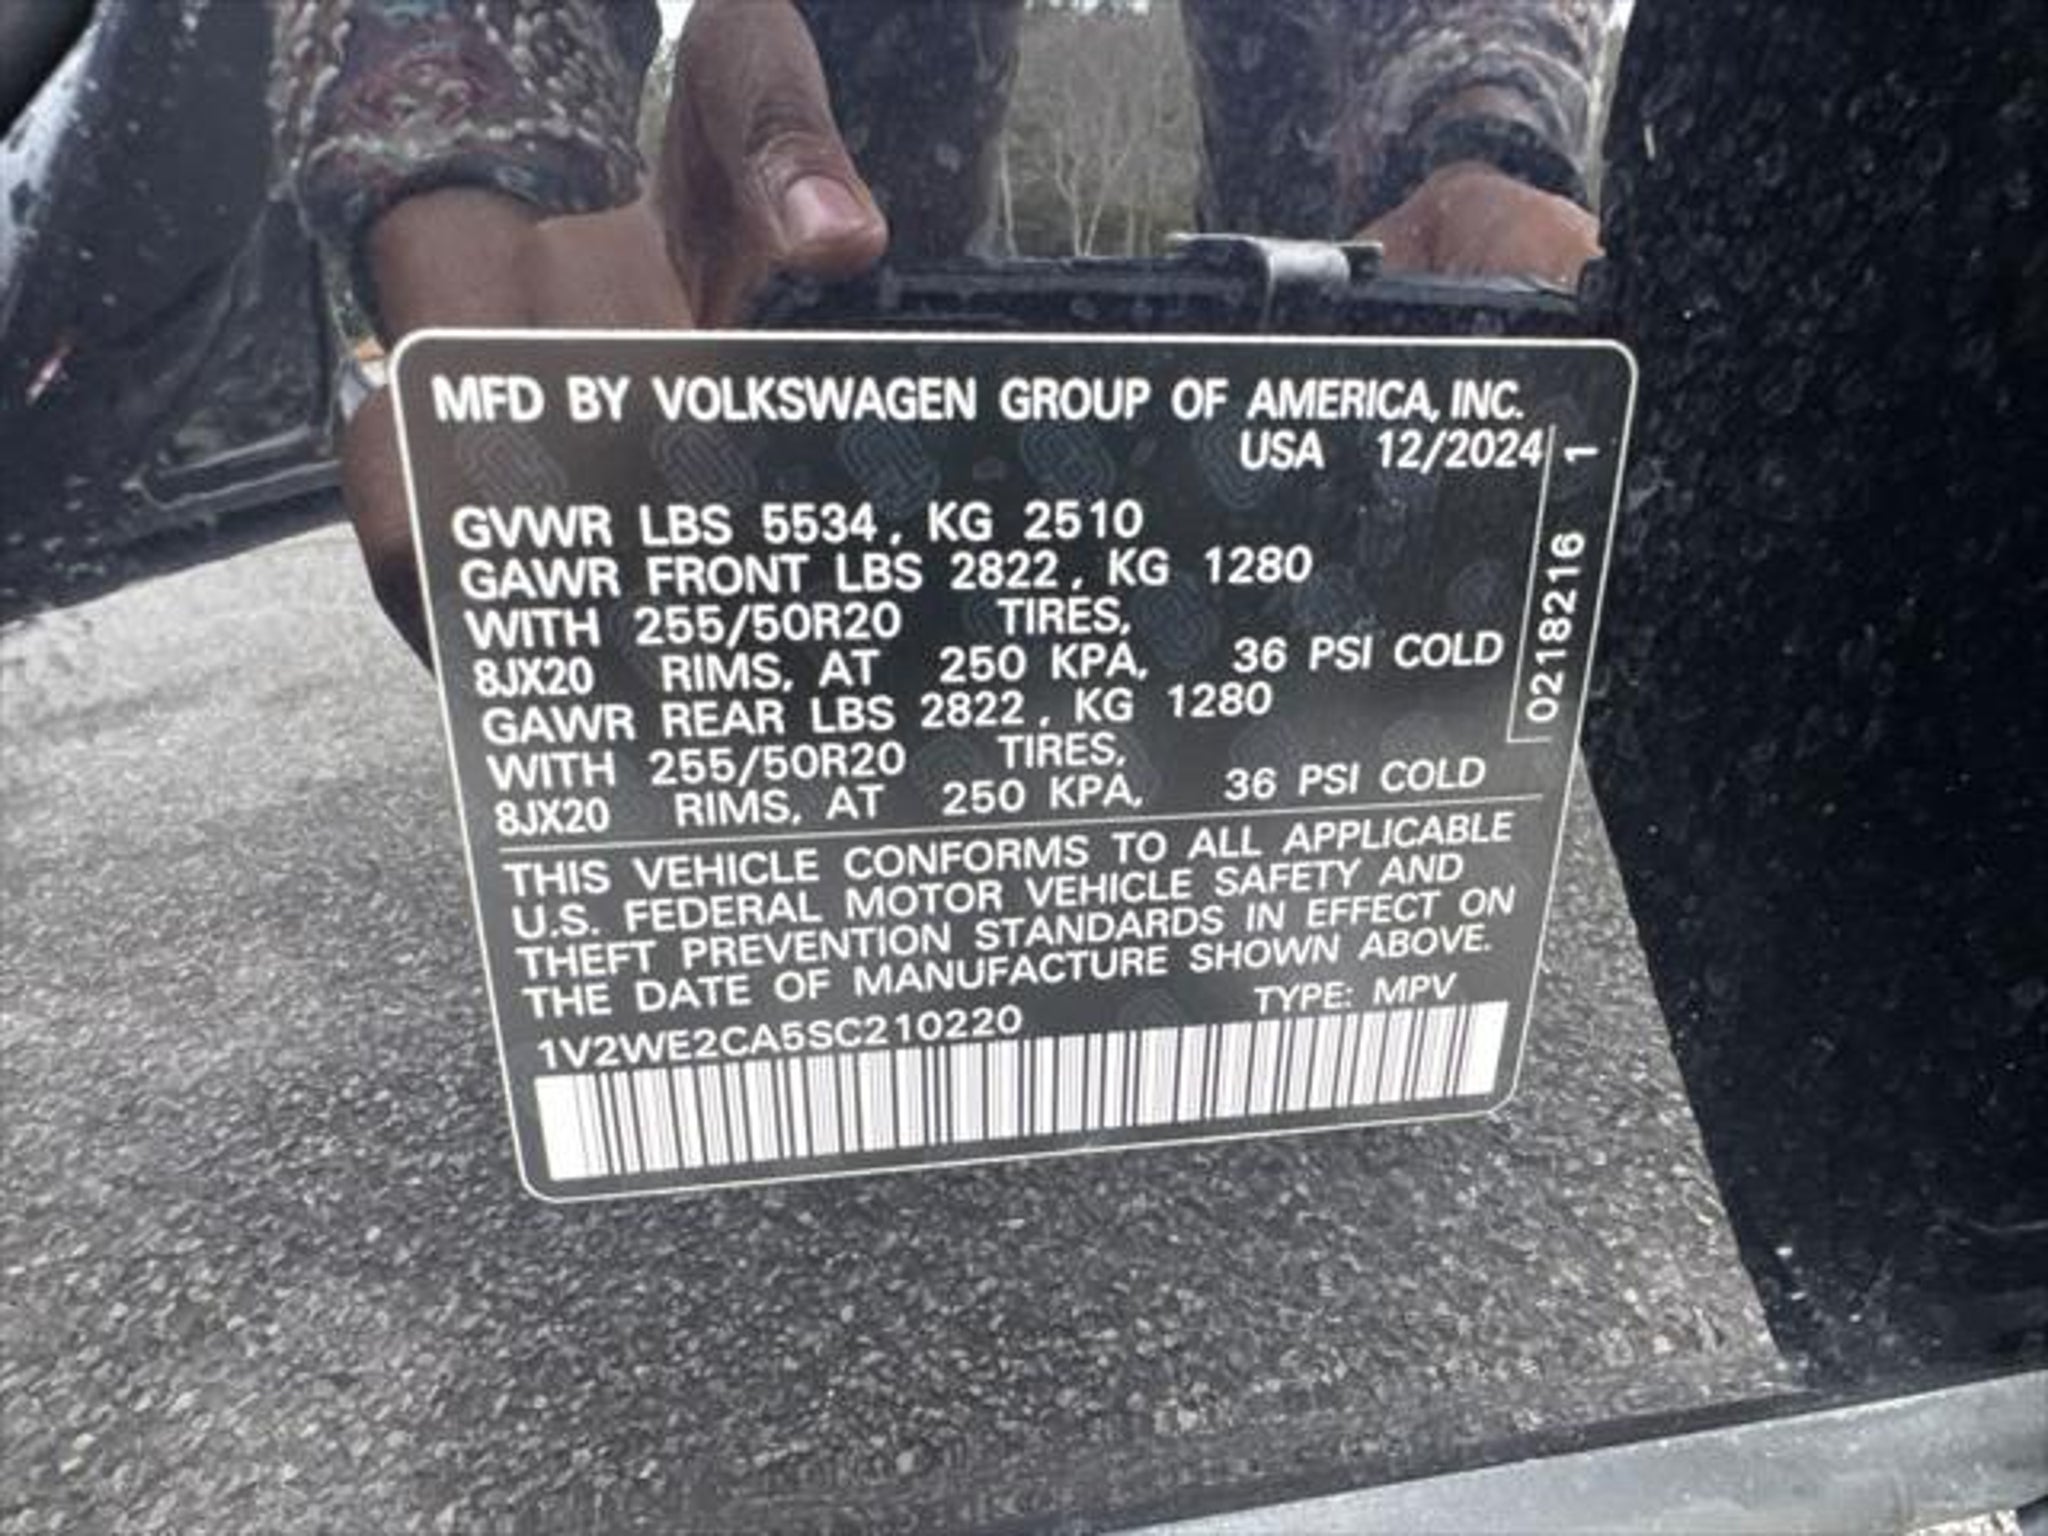 MFD BY VOLKSWAGEN GROUP OF AMERICA, INC.
USA 12/2024
GVWR LBS 5534, KG 2510
GAWR FRONT LBS 2822, KG 1280
WITH 255/50R20 TIRES,
8JX20 RIMS, AT 250 KPA, 36 PSI COLD
GAWR REAR LBS 2822, KG 1280
WITH 255/50R20 TIRES,
8JX20 RIMS, AT 250 KPA, 36 PSI COLD
THIS VEHICLE CONFORMS TO ALL APPLICABLE
U.S. FEDERAL MOTOR VEHICLE SAFETY AND
THEFT PREVENTION STANDARDS IN EFFECT ON
THE DATE OF MANUFACTURE SHOWN ABOVE.
1V2WE2CA5SC210220 TYPE: MPV
0218216 1